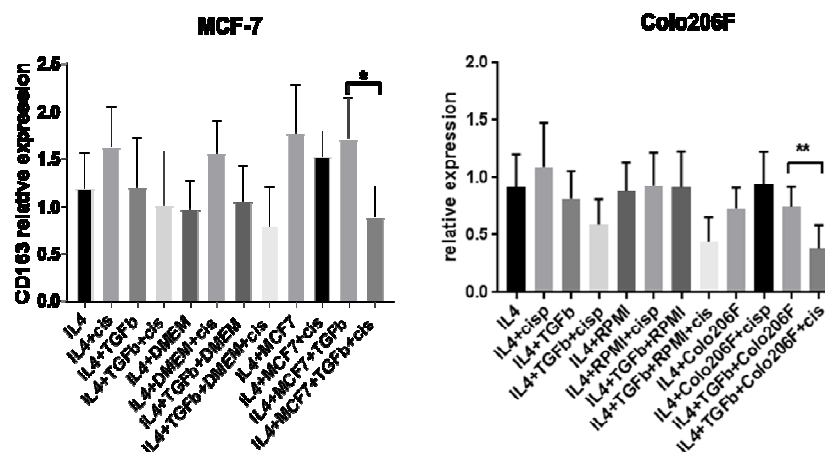 MCF-7
CD163 relative expression
2.5
2.0
1.5
1.0
0.5
0.0
*
IL4
IL4+cis
IL4+TGFb
IL4+TGFb+cis
IL4+DMEM
IL4+DMEM+cis
IL4+TGFb+DMEM
IL4+TGFb+DMEM+cis
IL4+MCF7
IL4+MCF7+cis
IL4+MCF7+TGFb
IL4+MCF7+TGFb+cis
Colo206F
relative expression
2.0
1.5
1.0
0.5
0.0
**
IL4
IL4+cisp
IL4+TGFb
IL4+TGFb+cisp
IL4+RPMI
IL4+RPMI+cisp
IL4+TGFb+RPMI
IL4+TGFb+RPMI+cis
IL4+Colo206F
IL4+Colo206F+cisp
IL4+TGFb+Colo206F
IL4+TGFb+Colo206F+cis